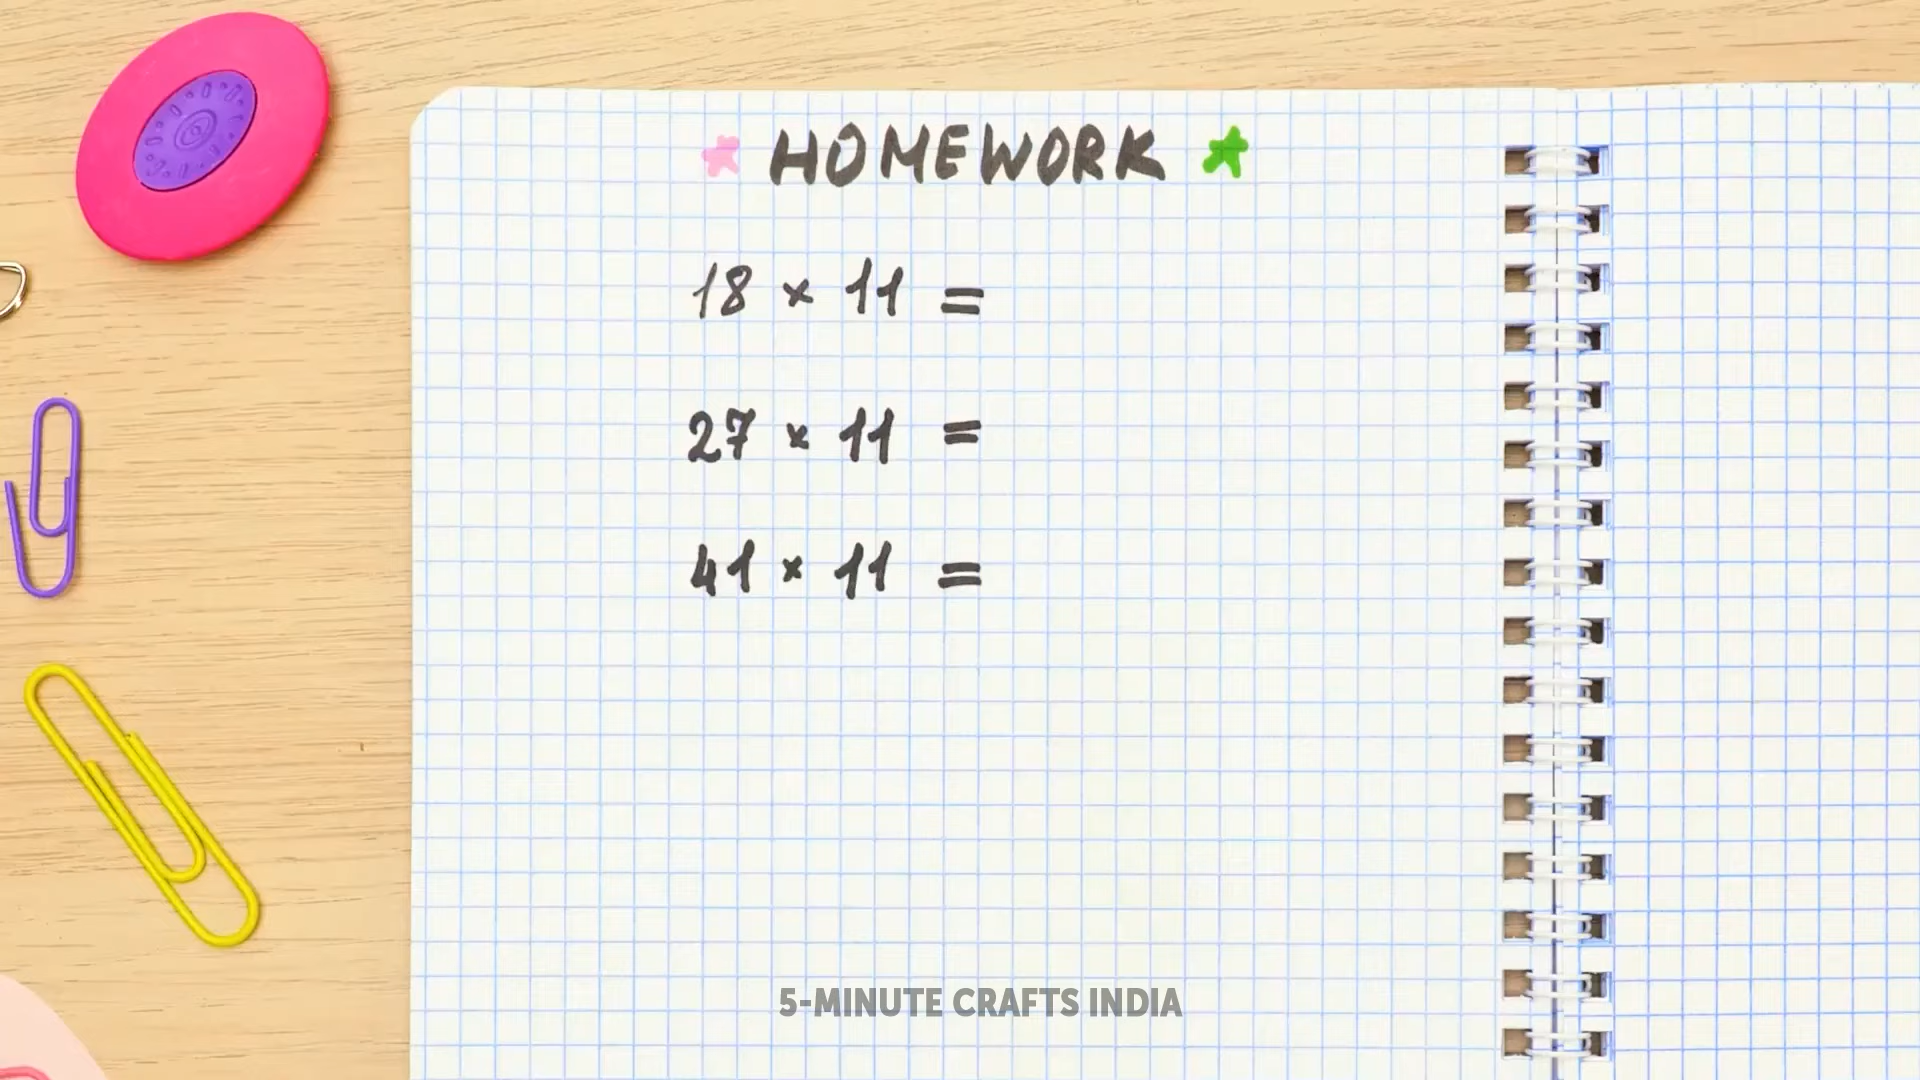 HOMEWORK
18 × 11 =
27 × 11 =
41 × 11 =
5-MINUTE CRAFTS INDIA